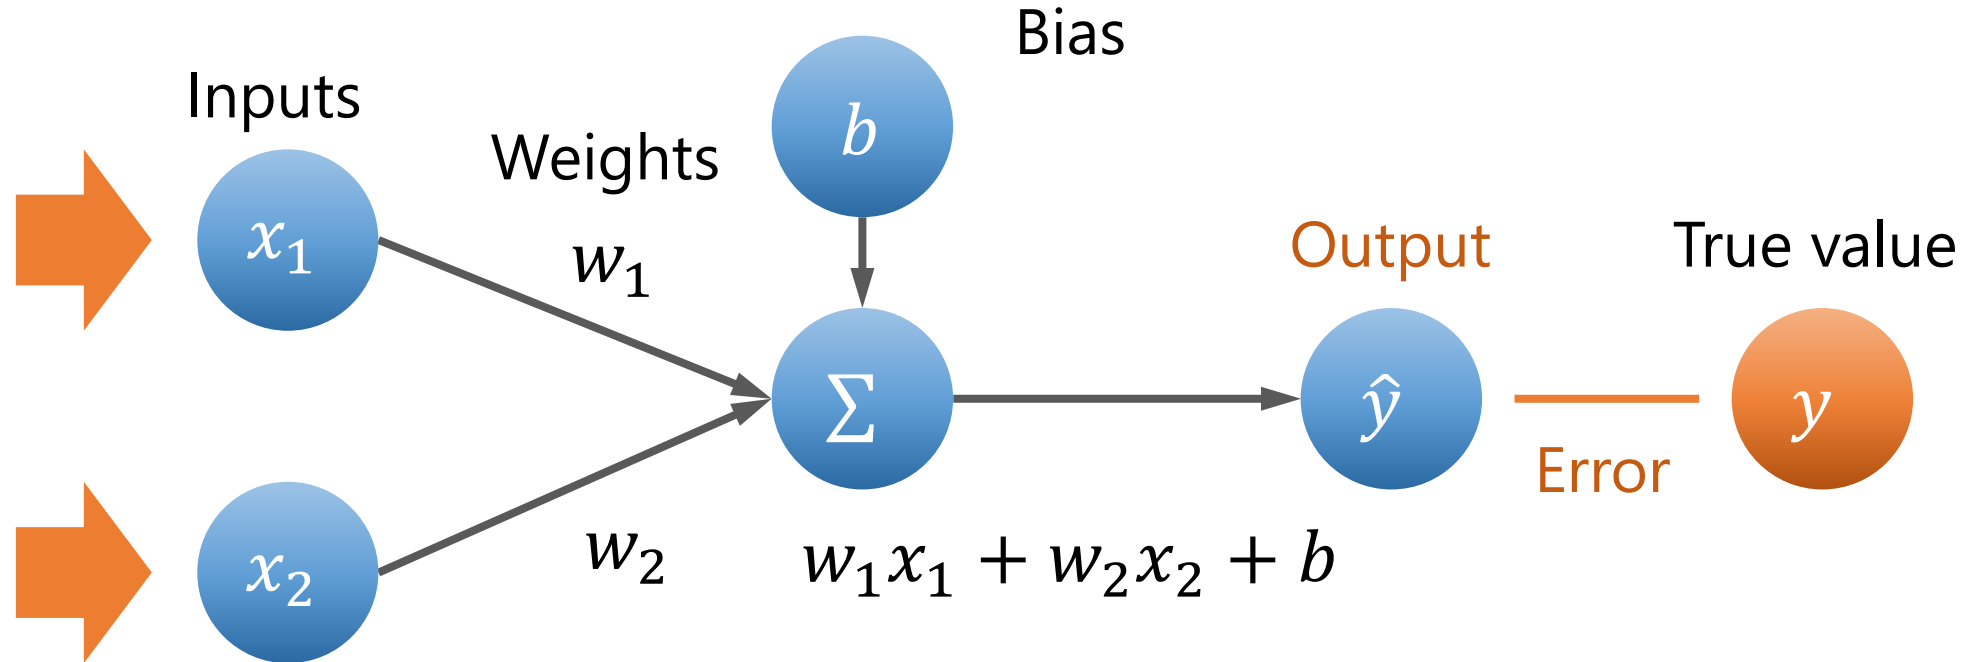 Bias
Inputs
b
Weights
x₁
w₁
Output
True value
∑
ŷ
y
Error
x₂
w₂
w₁x₁ + w₂x₂ + b